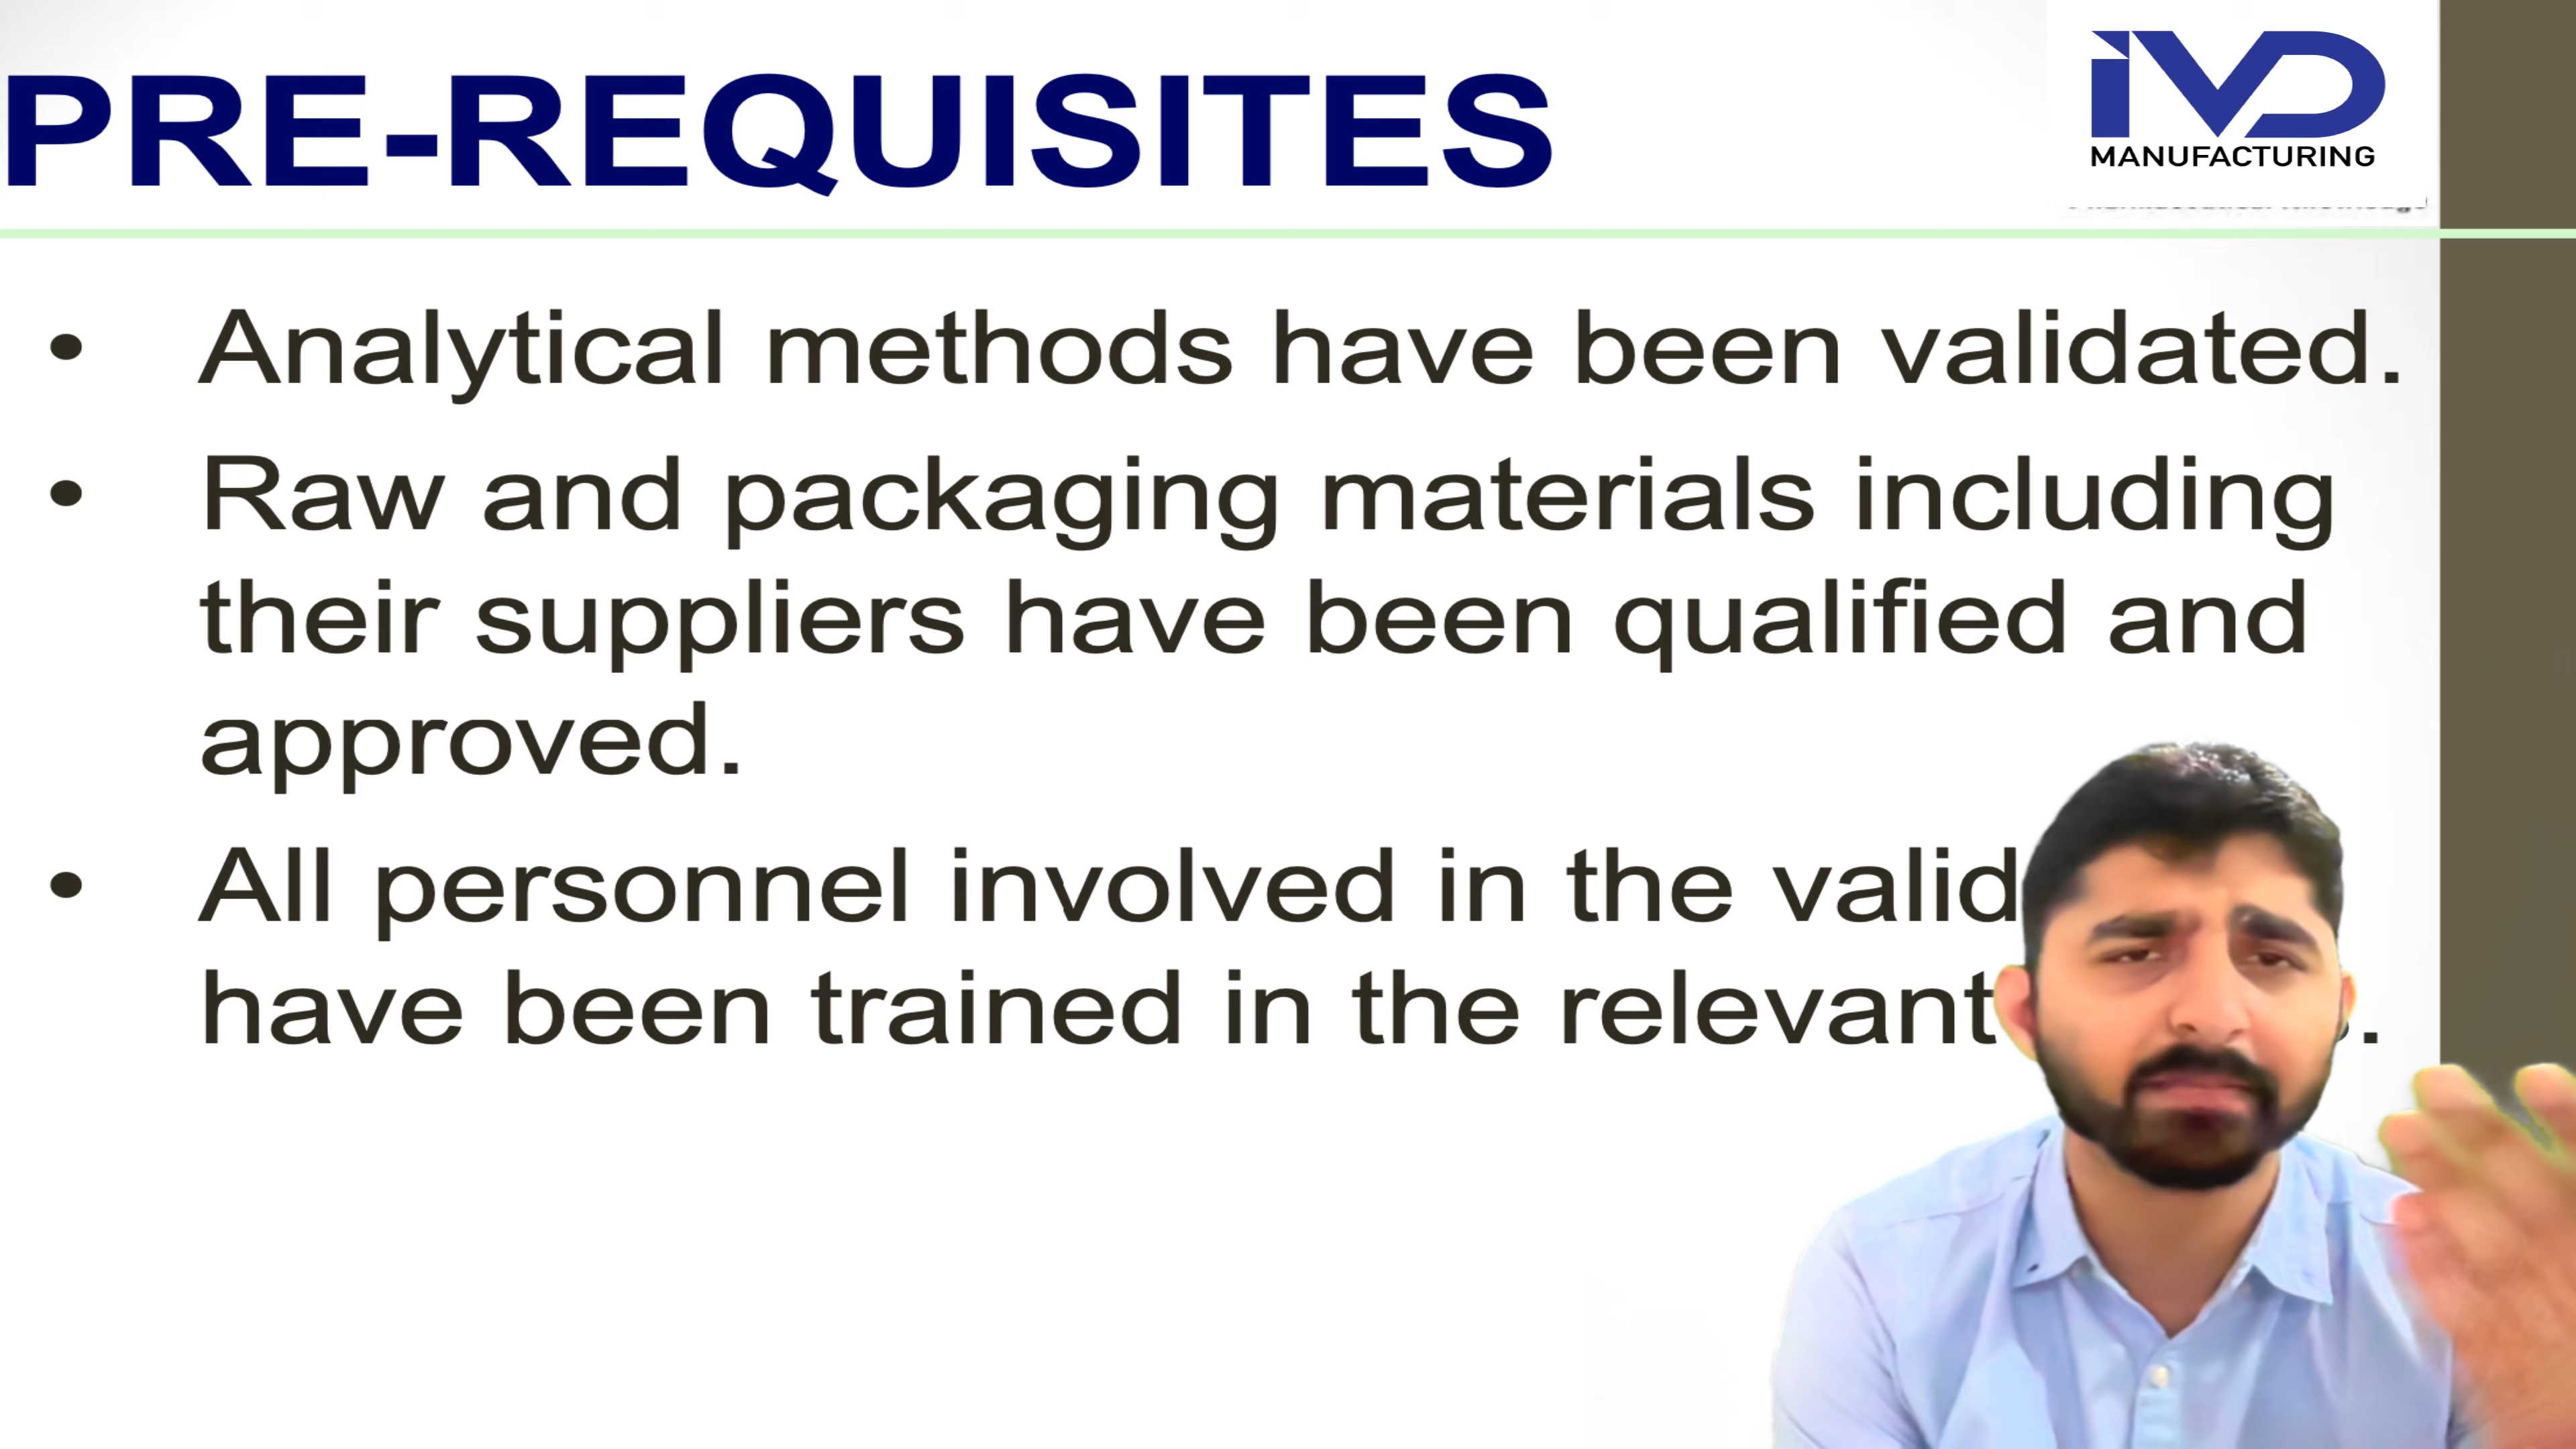 PRE-REQUISITES
iVD
MANUFACTURING
• Analytical methods have been validated.
• Raw and packaging materials including
their suppliers have been qualified and
approved.
• All personnel involved in the valid
have been trained in the relevant